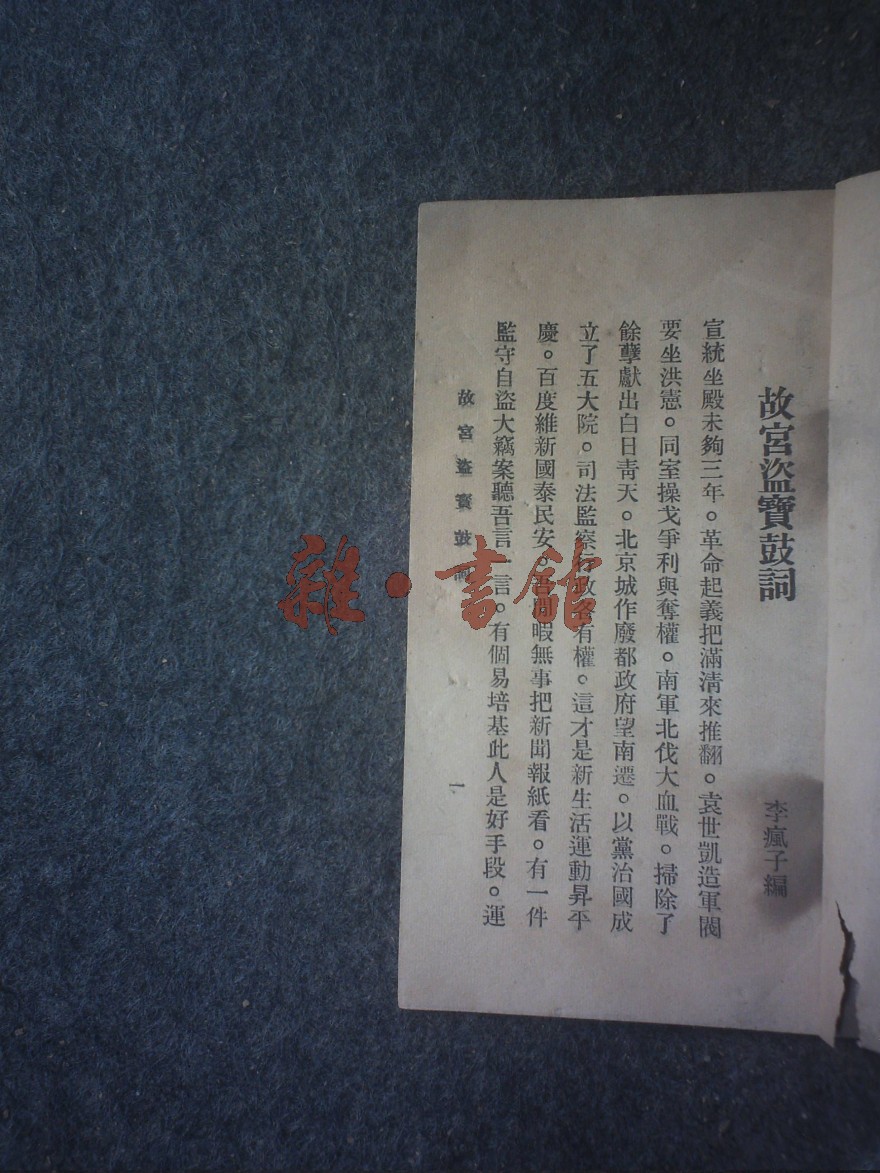 故宮盜寶鼓詞
李瘋子編
宣統坐殿未夠三年。革命起義把滿清來推翻。袁世凱造軍閥
要坐洪憲。同室操戈爭利與奪權。南軍北伐大血戰。掃除了
餘孽獻出白日靑天。北京城作廢都政府望南遷。以黨治國成
立了五大院。司法監察行政各有權。這才是新生活運動昇平
慶。百度維新國泰民安。吾閒暇無事把新聞報紙看。有一件
監守自盜大竊案聽吾言一言。有個易培基此人是好手段。運
故宮盜寶鼓詞
一
雜·書館